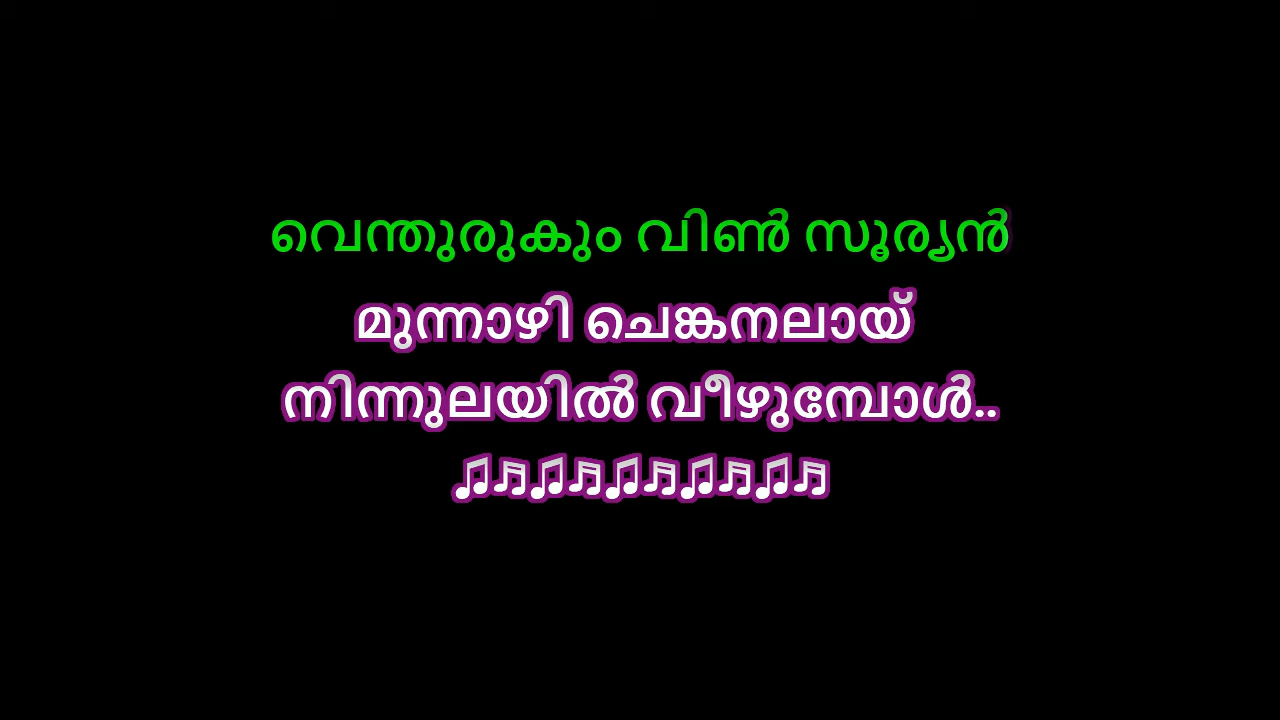 വെന്തുരുകും വിൺ സൂര്യൻ
മുന്നാഴി ചെങ്കനലായ്
നിന്നുലയിൽ വീഴുമ്പോൾ..
♫♬♫♬♫♬♫♬♫♬